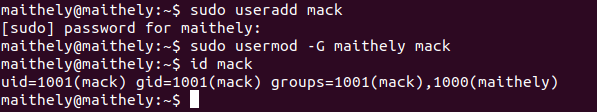 maithely@maithely:~$ sudo useradd mack
[sudo] password for maithely:
maithely@maithely:~$ sudo usermod -G maithely mack
maithely@maithely:~$ id mack
uid=1001(mack) gid=1001(mack) groups=1001(mack),1000(maithely)
maithely@maithely:~$